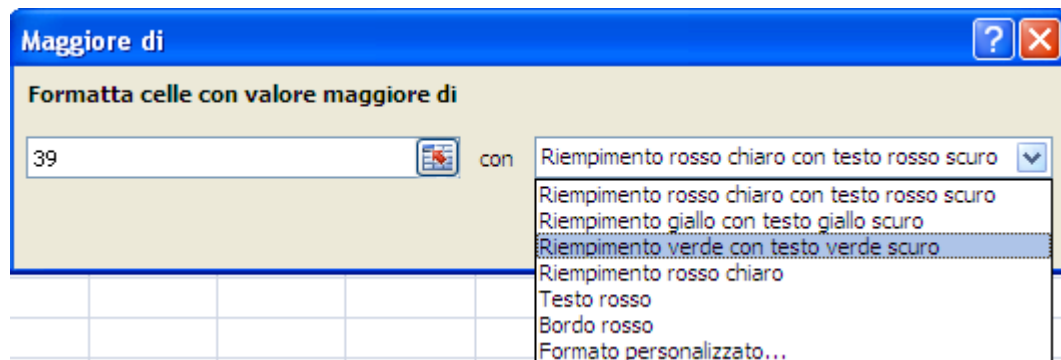 Maggiore di
Formatta celle con valore maggiore di
39 con Riempimento rosso chiaro con testo rosso scuro
Riempimento rosso chiaro con testo rosso scuro
Riempimento giallo con testo giallo scuro
Riempimento verde con testo verde scuro
Riempimento rosso chiaro
Testo rosso
Bordo rosso
Formato personalizzato...